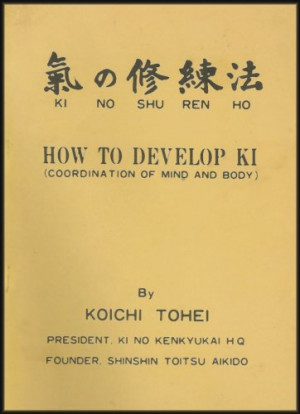 氣の修練法
KI NO SHU REN HO
HOW TO DEVELOP KI
(COORDINATION OF MIND AND BODY)
By
KOICHI TOHEI
PRESIDENT. KI NO KENKYUKAI H Q
FOUNDER. SHINSHIN TOITSU AIKIDO